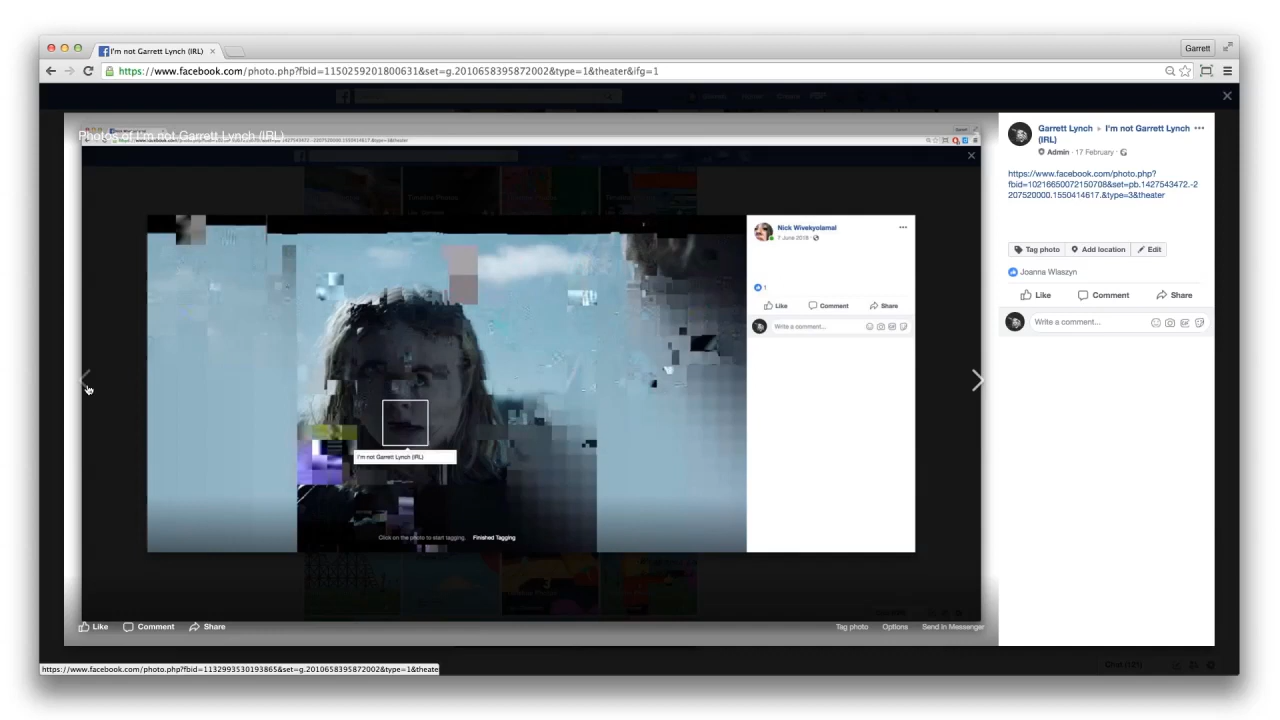 I'm not Garrett Lynch (IRL)
Garrett
https://www.facebook.com/photo.php?fbid=1150259201800631&set=g.2010658395872002&type=1&theater&ifg=1
Photos of I'm not Garrett Lynch (IRL)
Nick Wivekyolamal
7 June 2018
1
Like Comment Share
Write a comment...
I'm not Garrett Lynch (IRL)
Click on the photo to start tagging. Finished Tagging
Like Comment Share
Tag photo Options Send in Messenger
Garrett Lynch ▸ I'm not Garrett Lynch (IRL)
Admin · 17 February
https://www.facebook.com/photo.php?
fbid=10216650072150708&set=pb.1427543472.-2
207520000.1550414617.&type=3&theater
Tag photo Add location Edit
Joanna Wlaszyn
Like Comment Share
Write a comment...
https://www.facebook.com/photo.php?fbid=1132993530193865&set=g.2010658395872002&type=1&theate